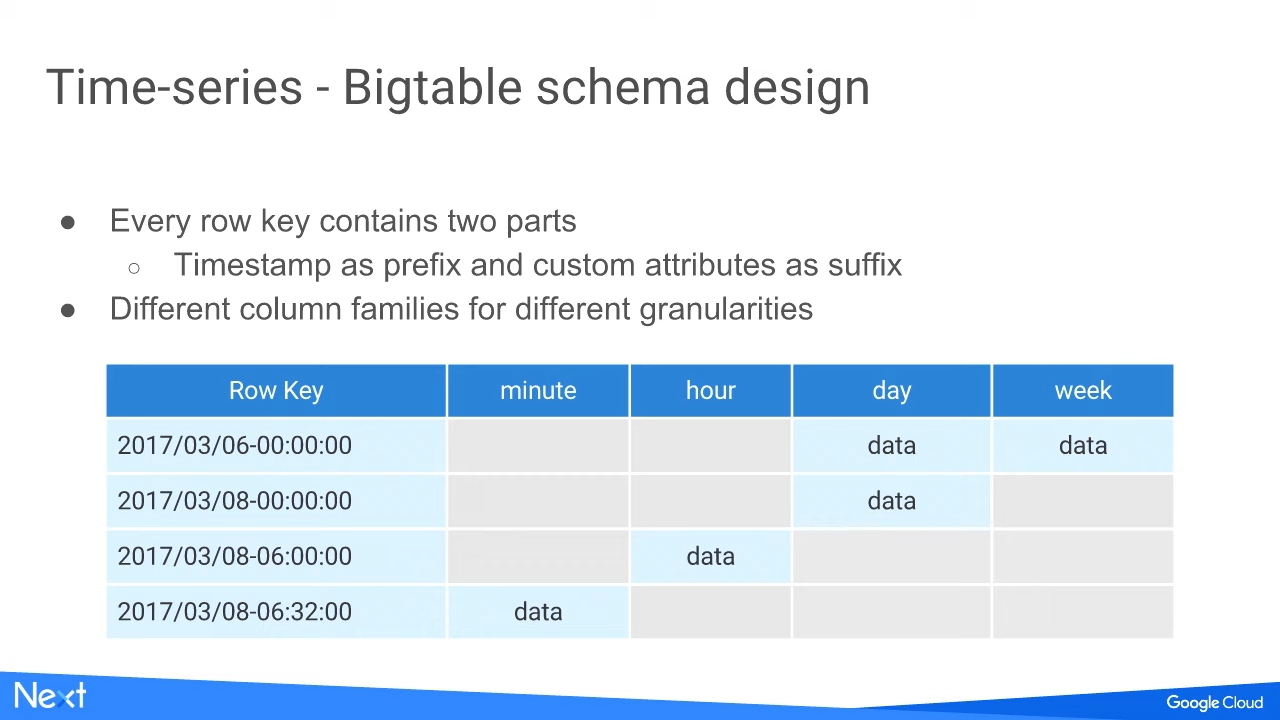 Time-series - Bigtable schema design
● Every row key contains two parts
○ Timestamp as prefix and custom attributes as suffix
● Different column families for different granularities
Row Key minute hour day week
2017/03/06-00:00:00 data data
2017/03/08-00:00:00 data
2017/03/08-06:00:00 data
2017/03/08-06:32:00 data
Next
Google Cloud